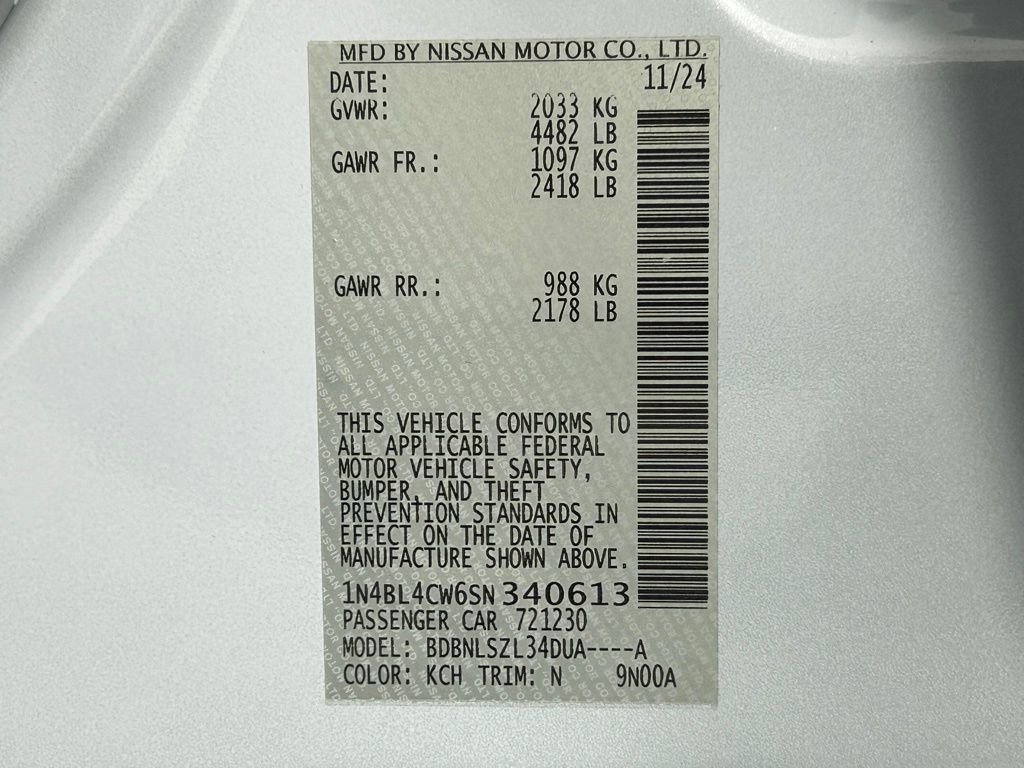 MFD BY NISSAN MOTOR CO., LTD.
DATE: 11/24
GVWR: 2033 KG
4482 LB
GAWR FR.: 1097 KG
2418 LB
GAWR RR.: 988 KG
2178 LB
THIS VEHICLE CONFORMS TO
ALL APPLICABLE FEDERAL
MOTOR VEHICLE SAFETY,
BUMPER, AND THEFT
PREVENTION STANDARDS IN
EFFECT ON THE DATE OF
MANUFACTURE SHOWN ABOVE.
1N4BL4CW6SN340613
PASSENGER CAR 721230
MODEL: BDBNLSZL34DUA----A
COLOR: KCH TRIM: N 9N00A